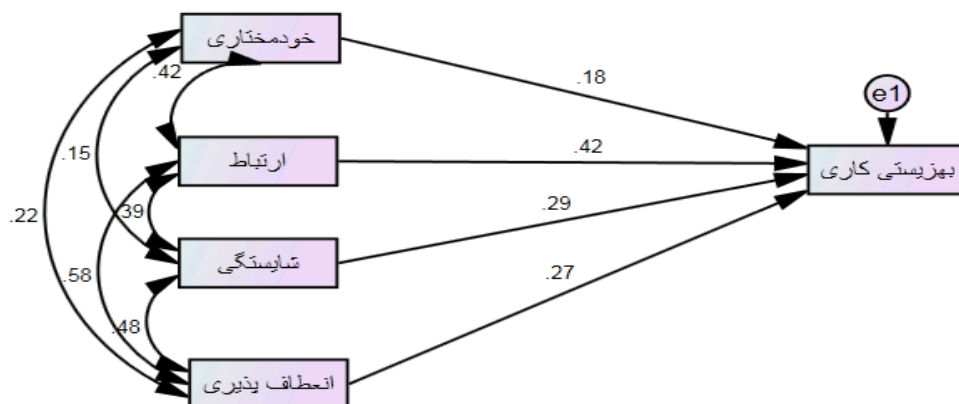 خودمختاری
.42
.18
e1
.15
ارتباط
.42
بهزیستی کاری
.22
.39
.29
شایستگی
.58
.27
.48
انعطاف پذیری